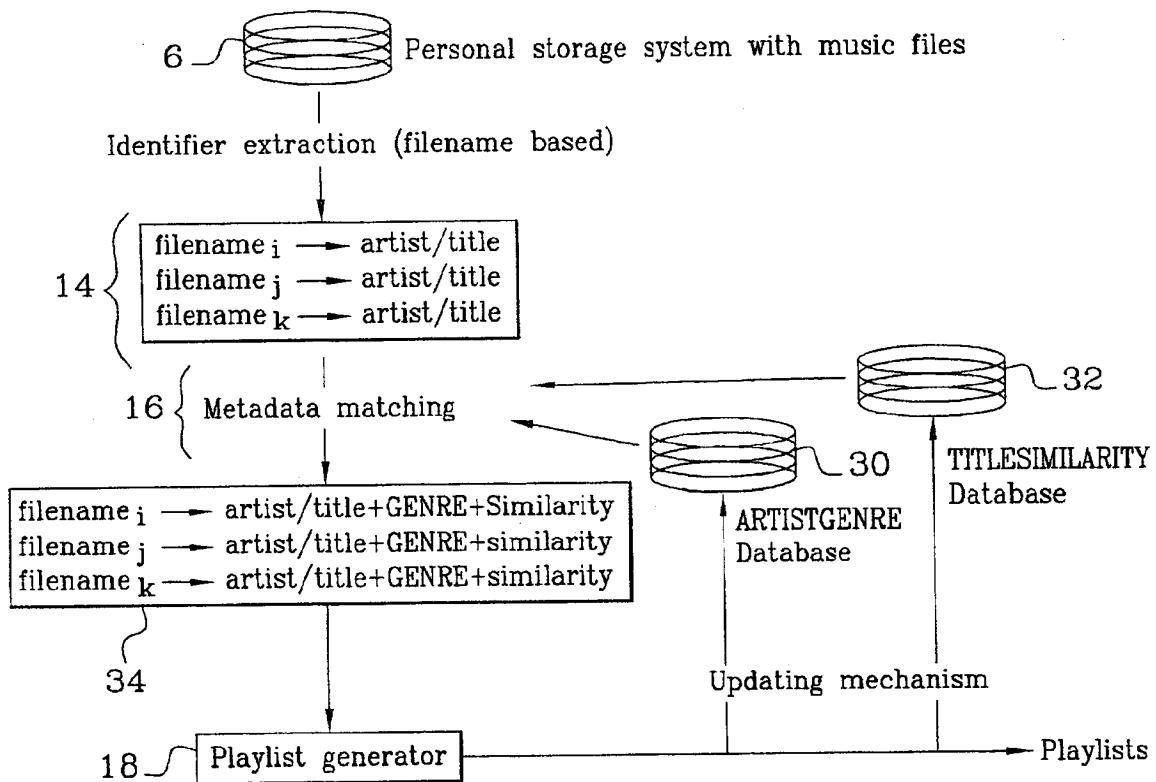 6 Personal storage system with music files
Identifier extraction (filename based)
14
filename i artist/title
filename j artist/title
filename k artist/title
16 Metadata matching
32
30
TITLESIMILARITY
Database
ARTISTGENRE
Database
filename i artist/title+GENRE+Similarity
filename j artist/title+GENRE+similarity
filename k artist/title+GENRE+similarity
34
Updating mechanism
18 Playlist generator
Playlists